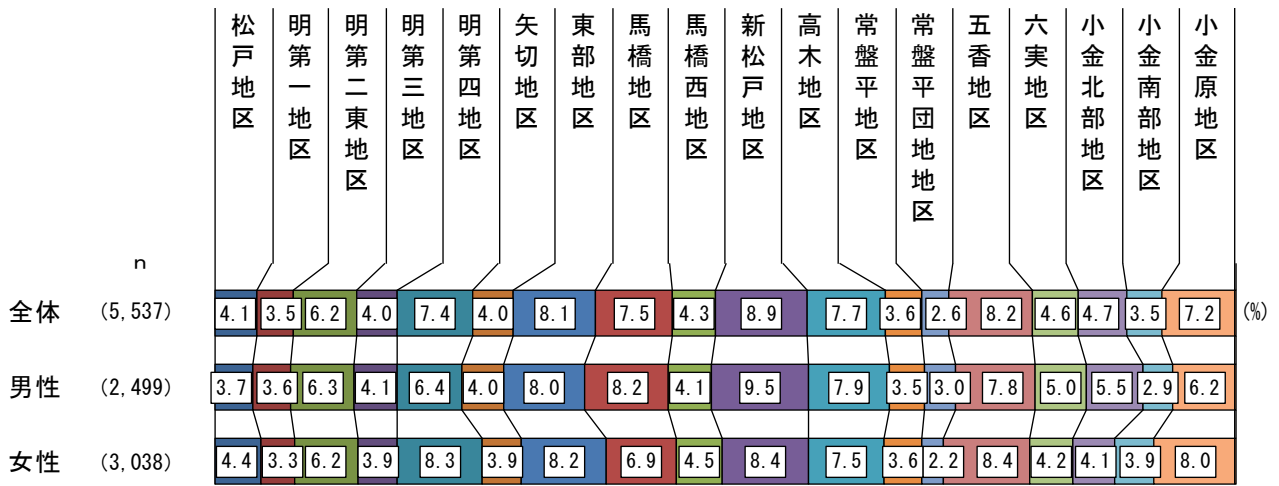 松戸地区
明第一地区
明第二東地区
明第三地区
明第四地区
矢切地区
東部地区
馬橋地区
馬橋西地区
新松戸地区
高木地区
常盤平地区
常盤平団地地区
五香地区
六実地区
小金北部地区
小金南部地区
小金原地区
n
全体 (5,537) 4.1 3.5 6.2 4.0 7.4 4.0 8.1 7.5 4.3 8.9 7.7 3.6 2.6 8.2 4.6 4.7 3.5 7.2 (%)
男性 (2,499) 3.7 3.6 6.3 4.1 6.4 4.0 8.0 8.2 4.1 9.5 7.9 3.5 3.0 7.8 5.0 5.5 2.9 6.2
女性 (3,038) 4.4 3.3 6.2 3.9 8.3 3.9 8.2 6.9 4.5 8.4 7.5 3.6 2.2 8.4 4.2 4.1 3.9 8.0